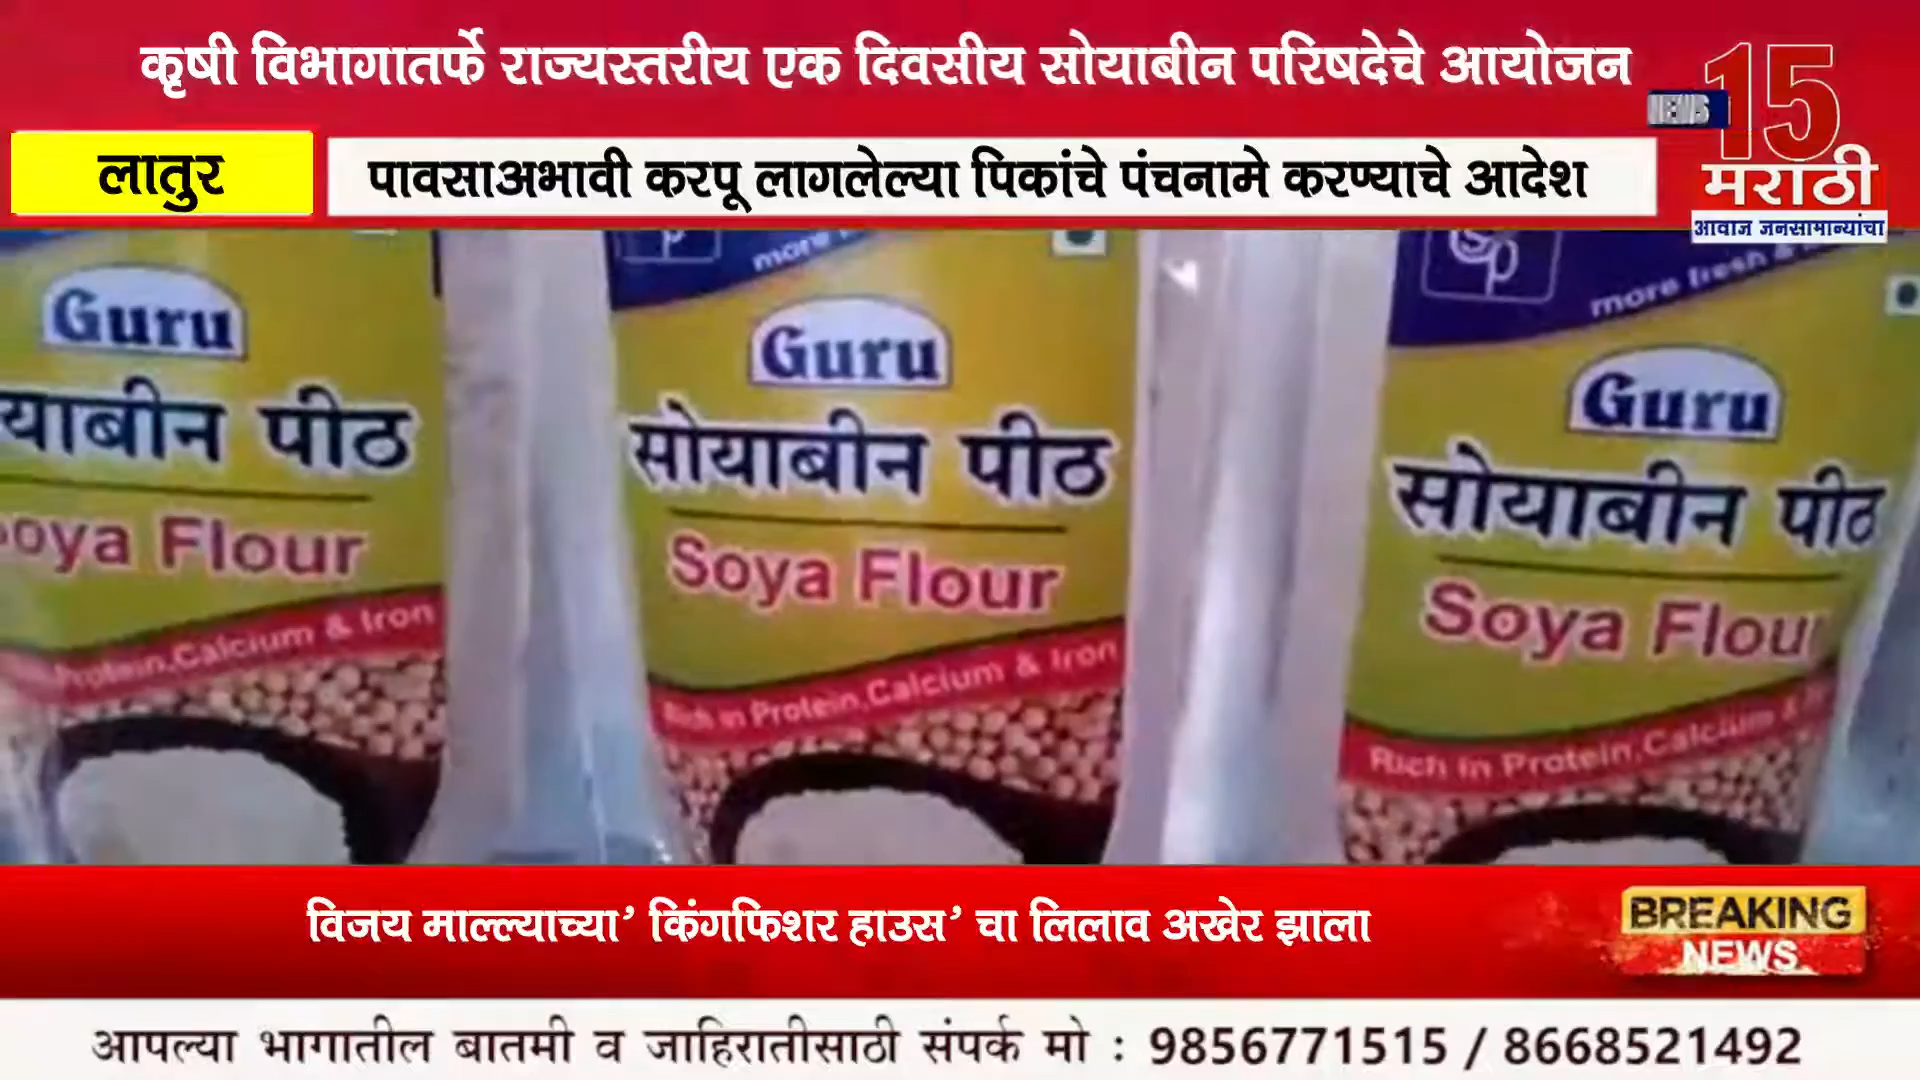 कृषी विभागातर्फे राज्यस्तरीय एक दिवसीय सोयाबीन परिषदेचे आयोजन
NEWS 15
मराठी
आवाज जनसामान्यांचा
लातुर
पावसाअभावी करपू लागलेल्या पिकांचे पंचनामे करण्याचे आदेश
Guru
याबीन पीठ
oya Flour
Protein,Calcium & Iron
more
Guru
सोयाबीन पीठ
Soya Flour
Rich in Protein,Calcium & Iron
more fresh &
Guru
सोयाबीन पीठ
Soya Flour
Rich in Protein,Calcium &
विजय माल्ल्याच्या’ किंगफिशर हाउस’ चा लिलाव अखेर झाला
BREAKING
NEWS
आपल्या भागातील बातमी व जाहिरातीसाठी संपर्क मो : 9856771515 / 8668521492